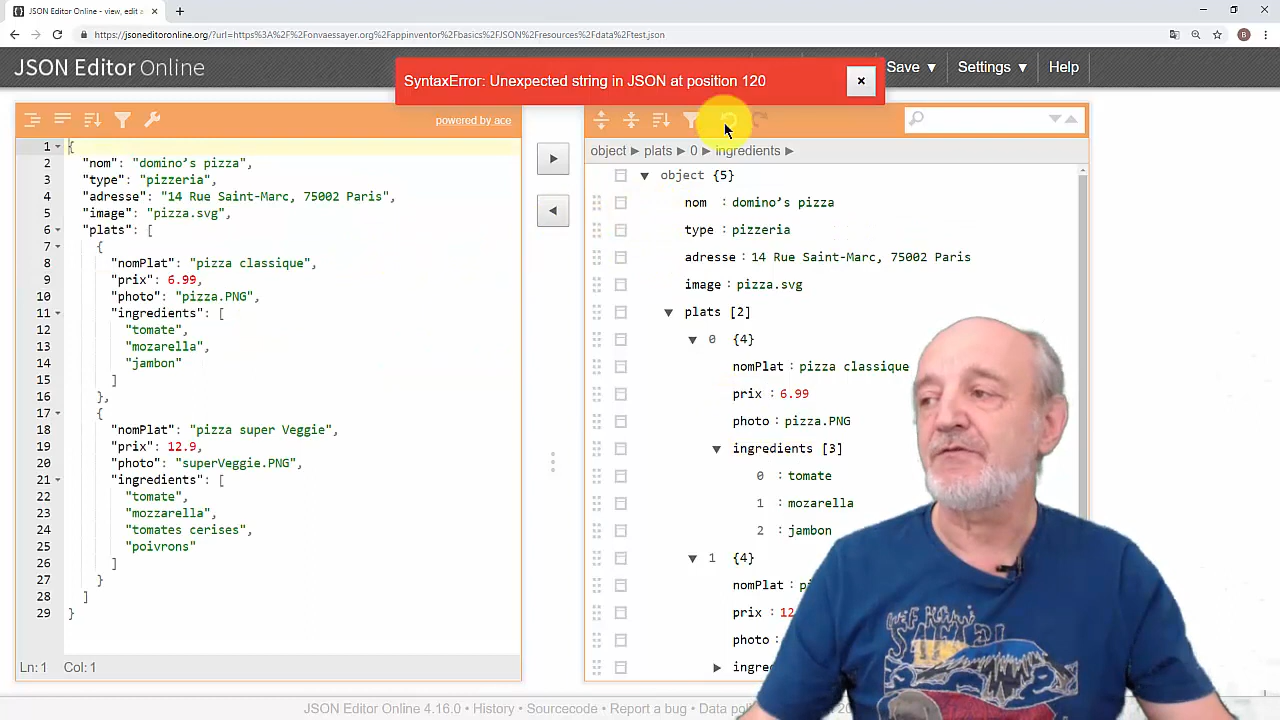 JSON Editor Online - view, edit a
https://jsoneditoronline.org/?url=https%3A%2F%2Fonvaessayer.org%2Fappinventor%2Fbasics%2FJSON%2Fresources%2Fdata%2Ftest.json
B
JSON Editor Online
Save ▼
Settings ▼
Help
SyntaxError: Unexpected string in JSON at position 120
×
powered by ace
1 {
2 "nom": "domino’s pizza",
3 "type": "pizzeria",
4 "adresse": "14 Rue Saint-Marc, 75002 Paris",
5 "image": "pizza.svg",
6 "plats": [
7 {
8 "nomPlat": "pizza classique",
9 "prix": 6.99,
10 "photo": "pizza.PNG",
11 "ingredients": [
12 "tomate",
13 "mozarella",
14 "jambon"
15 ]
16 },
17 {
18 "nomPlat": "pizza super Veggie",
19 "prix": 12.9,
20 "photo": "superVeggie.PNG",
21 "ingredients": [
22 "tomate",
23 "mozzarella",
24 "tomates cerises",
25 "poivrons"
26 ]
27 }
28 ]
29 }
Ln: 1 Col: 1
object ► plats ► 0 ► ingredients ►
object {5}
nom : domino’s pizza
type : pizzeria
adresse : 14 Rue Saint-Marc, 75002 Paris
image : pizza.svg
plats [2]
0 {4}
nomPlat : pizza classique
prix : 6.99
photo : pizza.PNG
ingredients [3]
0 : tomate
1 : mozarella
2 : jambon
1 {4}
nomPlat :
prix : 12
photo :
JSON Editor Online 4.16.0 • History • Sourcecode • Report a bug • Data